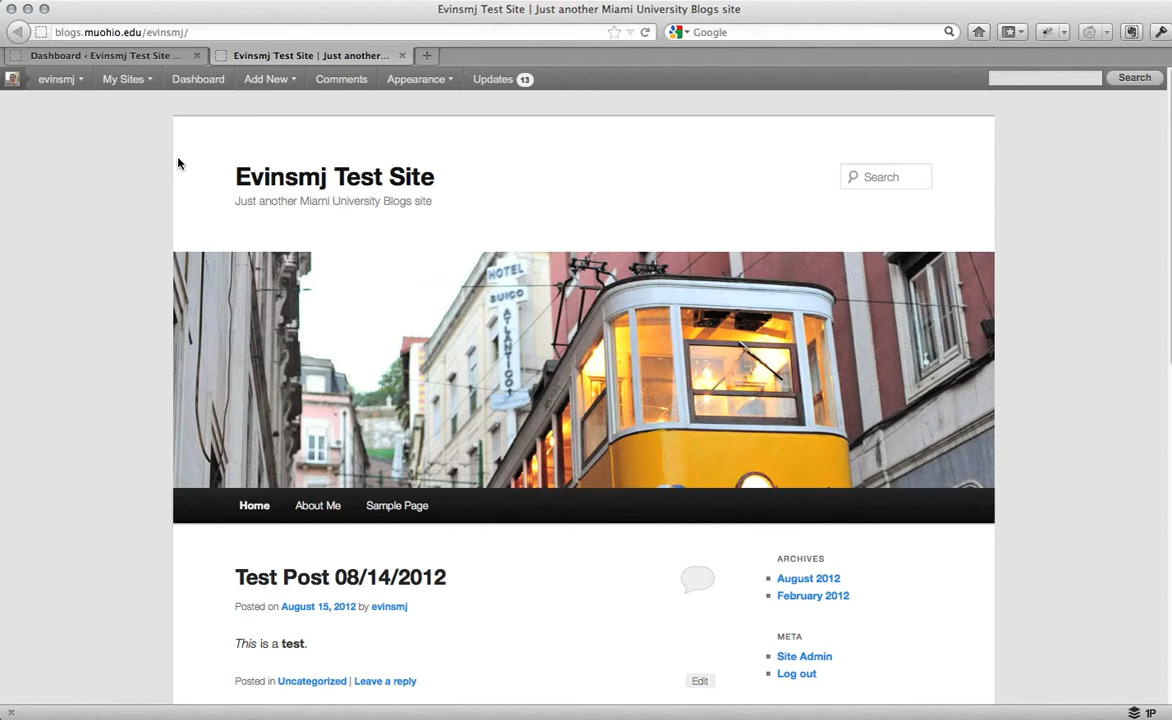 Evinsmj Test Site | Just another Miami University Blogs site
blogs.muohio.edu/evinsmj/
Google
Dashboard ‹ Evinsmj Test Site ...
Evinsmj Test Site | Just another...
evinsmj
My Sites
Dashboard
Add New
Comments
Appearance
Updates 13
Search
Evinsmj Test Site
Just another Miami University Blogs site
Search
HOTEL
SUICO
ATLANTICO
Home
About Me
Sample Page
Test Post 08/14/2012
Posted on August 15, 2012 by evinsmj
This is a test.
Posted in Uncategorized | Leave a reply
Edit
ARCHIVES
August 2012
February 2012
META
Site Admin
Log out
1P